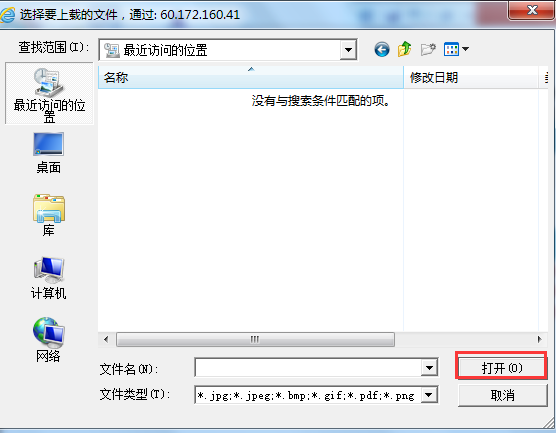 选择要上载的文件，通过: 60.172.160.41
查找范围(I):
最近访问的位置
名称
修改日期
没有与搜索条件匹配的项。
最近访问的位
置
桌面
库
计算机
网络
文件名(N):
打开(O)
文件类型(T):
*.jpg;*.jpeg;*.bmp;*.gif;*.pdf;*.png
取消